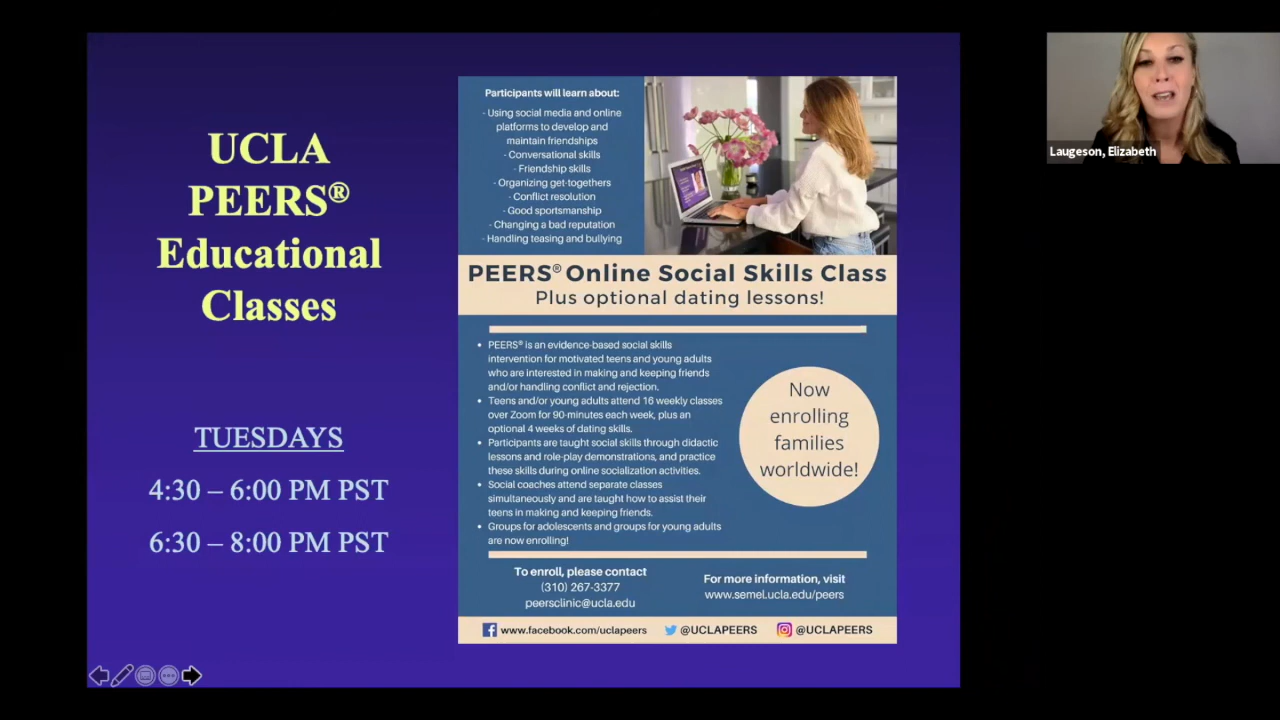 UCLA
PEERS®
Educational
Classes
TUESDAYS
4:30 – 6:00 PM PST
6:30 – 8:00 PM PST
Participants will learn about:
- Using social media and online
platforms to develop and
maintain friendships
- Conversational skills
- Friendship skills
- Organizing get-togethers
- Conflict resolution
- Good sportsmanship
- Changing a bad reputation
- Handling teasing and bullying
PEERS® Online Social Skills Class
Plus optional dating lessons!
• PEERS® is an evidence-based social skills
intervention for motivated teens and young adults
who are interested in making and keeping friends
and/or handling conflict and rejection.
• Teens and/or young adults attend 16 weekly classes
over Zoom for 90-minutes each week, plus an
optional 4 weeks of dating skills.
• Participants are taught social skills through didactic
lessons and role-play demonstrations, and practice
these skills during online socialization activities.
• Social coaches attend separate classes
simultaneously and are taught how to assist their
teens in making and keeping friends.
• Groups for adolescents and groups for young adults
are now enrolling!
Now
enrolling
families
worldwide!
To enroll, please contact
(310) 267-3377
peersclinic@ucla.edu
For more information, visit
www.semel.ucla.edu/peers
www.facebook.com/uclapeers
@UCLAPEERS
@UCLAPEERS
Laugeson, Elizabeth